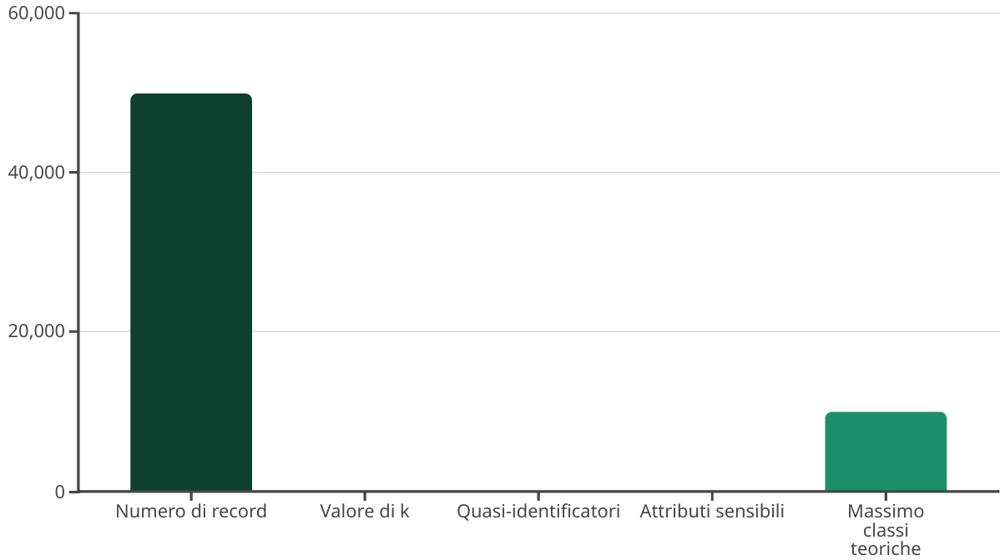 60,000
40,000
20,000
0
Numero di record
Valore di k
Quasi-identificatori
Attributi sensibili
Massimo
classi
teoriche